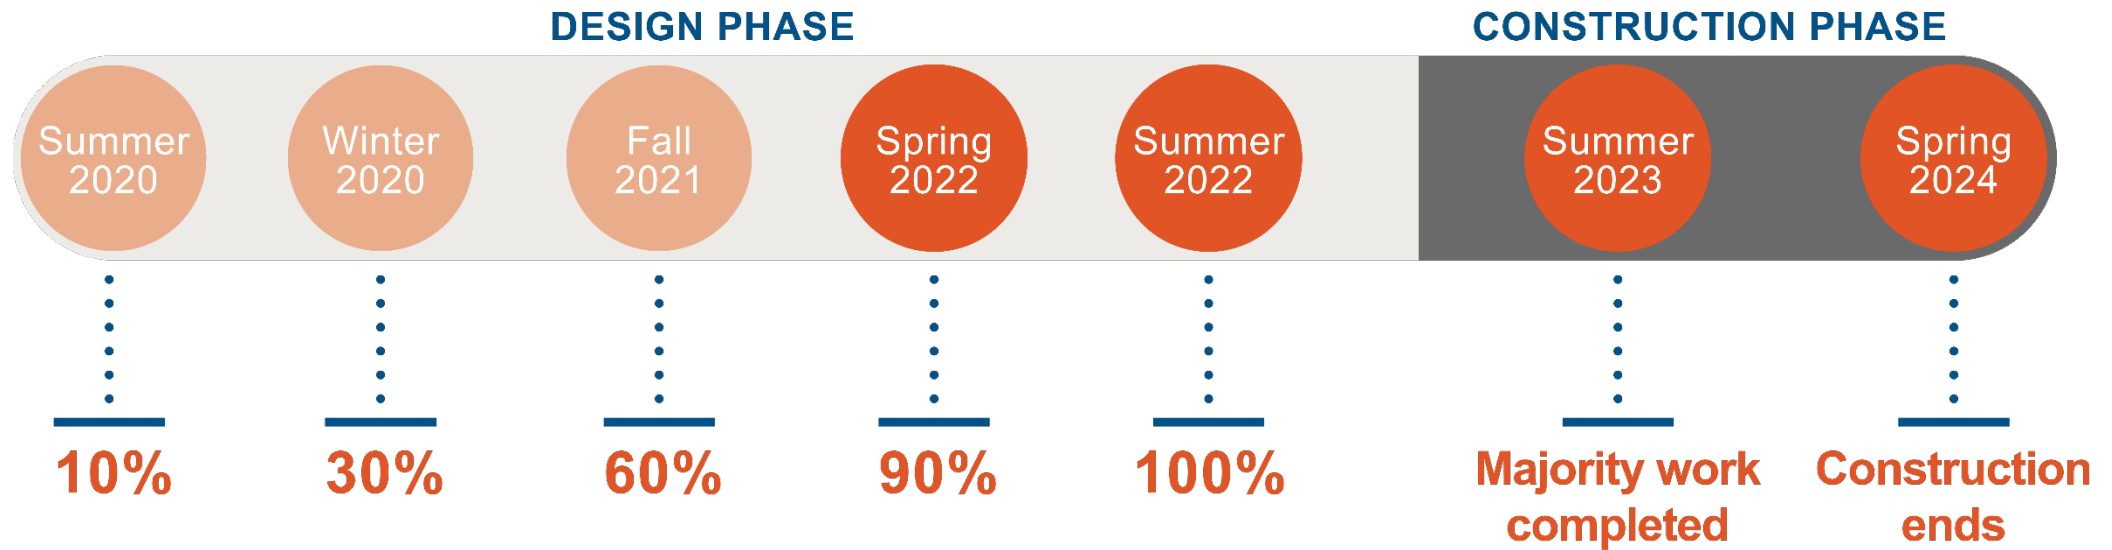 DESIGN PHASE
CONSTRUCTION PHASE
Summer
2020
Winter
2020
Fall
2021
Spring
2022
Summer
2022
Summer
2023
Spring
2024
10%
30%
60%
90%
100%
Majority work
completed
Construction
ends